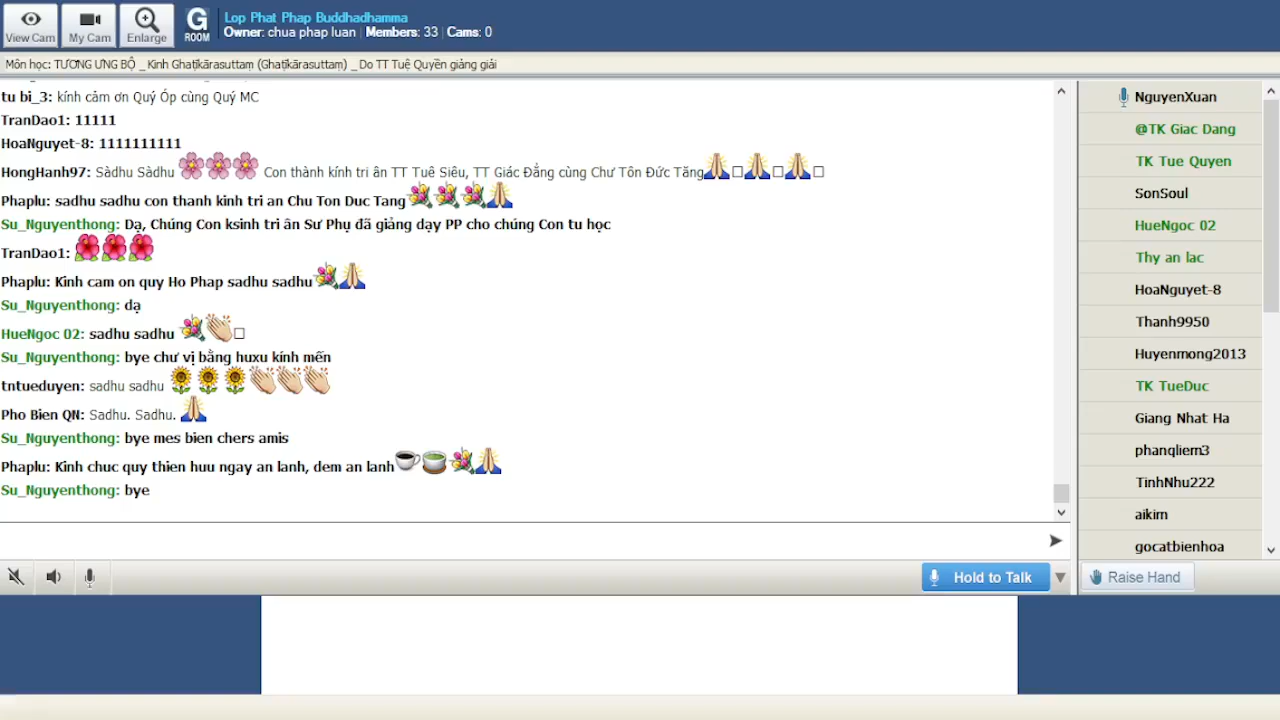 View Cam
My Cam
Enlarge
G
ROOM
Lop Phat Phap Buddhadhamma
Owner: chua phap luan | Members: 33 | Cams: 0
Môn học: TƯƠNG ƯNG BỘ _ Kinh Ghaṭīkārasuttaṃ (Ghaṭīkārasuttaṃ) _ Do TT Tuệ Quyền giảng giải
tu bi_3: kính cảm ơn Quý Óp cùng Quý MC
TranDao1: 11111
HoaNguyet-8: 1111111111
HongHanh97: Sàdhu Sàdhu 🌸🌸🌸 Con thành kính tri ân TT Tuê Siêu, TT Giác Đẳng cùng Chư Tôn Đức Tăng🙏□🙏□🙏□
Phaplu: sadhu sadhu con thanh kinh tri an Chu Ton Duc Tang💐💐💐🙏
Su_Nguyenthong: Dạ, Chúng Con ksinh tri ân Sư Phụ đã giảng dạy PP cho chúng Con tu học
TranDao1: 🌺🌺🌺
Phaplu: Kinh cam on quy Ho Phap sadhu sadhu💐🙏
Su_Nguyenthong: dạ
HueNgoc 02: sadhu sadhu 💐👏□
Su_Nguyenthong: bye chư vị bằng huxu kính mến
tntueduyen: sadhu sadhu 🌻🌻🌻👏👏👏
Pho Bien QN: Sadhu. Sadhu. 🙏
Su_Nguyenthong: bye mes bien chers amis
Phaplu: Kinh chuc quy thien huu ngay an lanh, dem an lanh☕🍵💐🙏
Su_Nguyenthong: bye
NguyenXuan
@TK Giac Dang
TK Tue Quyen
SonSoul
HueNgoc 02
Thy an lac
HoaNguyet-8
Thanh9950
Huyenmong2013
TK TueDuc
Giang Nhat Ha
phanqliem3
TinhNhu222
aikim
gocatbienhoa
Hold to Talk
Raise Hand